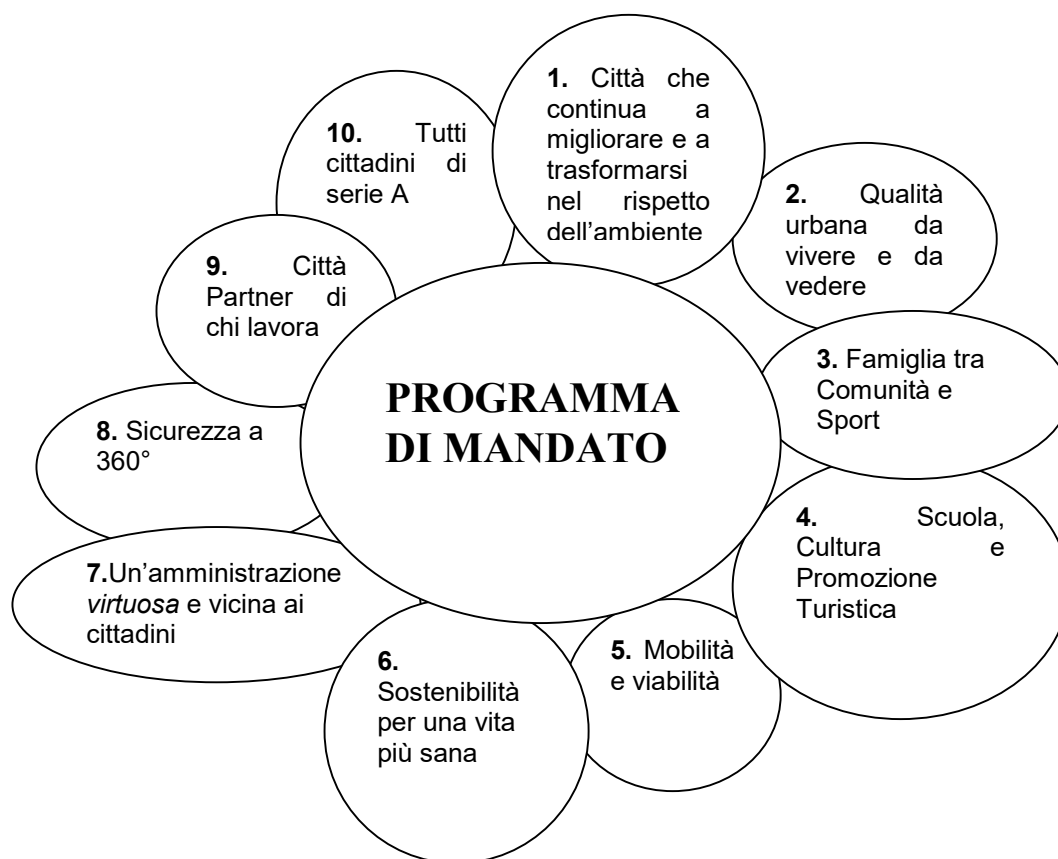 PROGRAMMA
DI MANDATO
1. Città che
continua a
migliorare e a
trasformarsi
nel rispetto
dell'ambiente
2. Qualità
urbana da
vivere e da
vedere
3. Famiglia tra
Comunità e
Sport
4. Scuola,
Cultura e
Promozione
Turistica
5. Mobilità
e viabilità
6.
Sostenibilità
per una vita
più sana
7.Un'amministrazione
virtuosa e vicina ai
cittadini
8. Sicurezza a
360°
9. Città
Partner di
chi lavora
10. Tutti
cittadini di
serie A